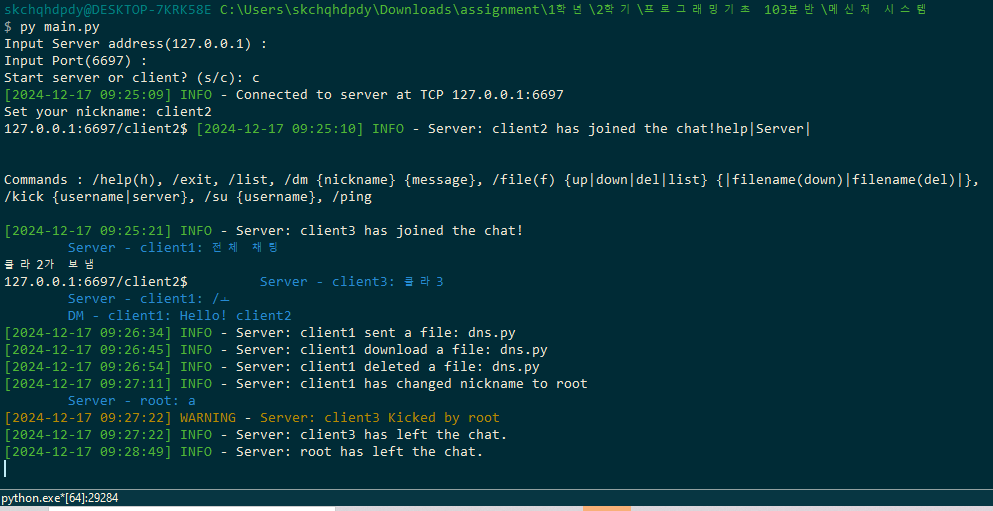 skchqhdpdy@DESKTOP-7KRK58E C:\Users\skchqhdpdy\Downloads\assignment\1학년\2학기\프로그래밍기초 103분반\메신저 시스템
$ py main.py
Input Server address(127.0.0.1) :
Input Port(6697) :
Start server or client? (s/c): c
[2024-12-17 09:25:09] INFO - Connected to server at TCP 127.0.0.1:6697
Set your nickname: client2
127.0.0.1:6697/client2$ [2024-12-17 09:25:10] INFO - Server: client2 has joined the chat!help|Server|
Commands : /help(h), /exit, /list, /dm {nickname} {message}, /file(f) {up|down|del|list} {|filename(down)|filename(del)|},
/kick {username|server}, /su {username}, /ping
[2024-12-17 09:25:21] INFO - Server: client3 has joined the chat!
Server - client1: 전체 채팅
클라2가 보냄
127.0.0.1:6697/client2$ Server - client3: 클라3
Server - client1: /ㅗ
DM - client1: Hello! client2
[2024-12-17 09:26:34] INFO - Server: client1 sent a file: dns.py
[2024-12-17 09:26:45] INFO - Server: client1 download a file: dns.py
[2024-12-17 09:26:54] INFO - Server: client1 deleted a file: dns.py
[2024-12-17 09:27:11] INFO - Server: client1 has changed nickname to root
Server - root: a
[2024-12-17 09:27:22] WARNING - Server: client3 Kicked by root
[2024-12-17 09:27:22] INFO - Server: client3 has left the chat.
[2024-12-17 09:28:49] INFO - Server: root has left the chat.
python.exe*[64]:29284